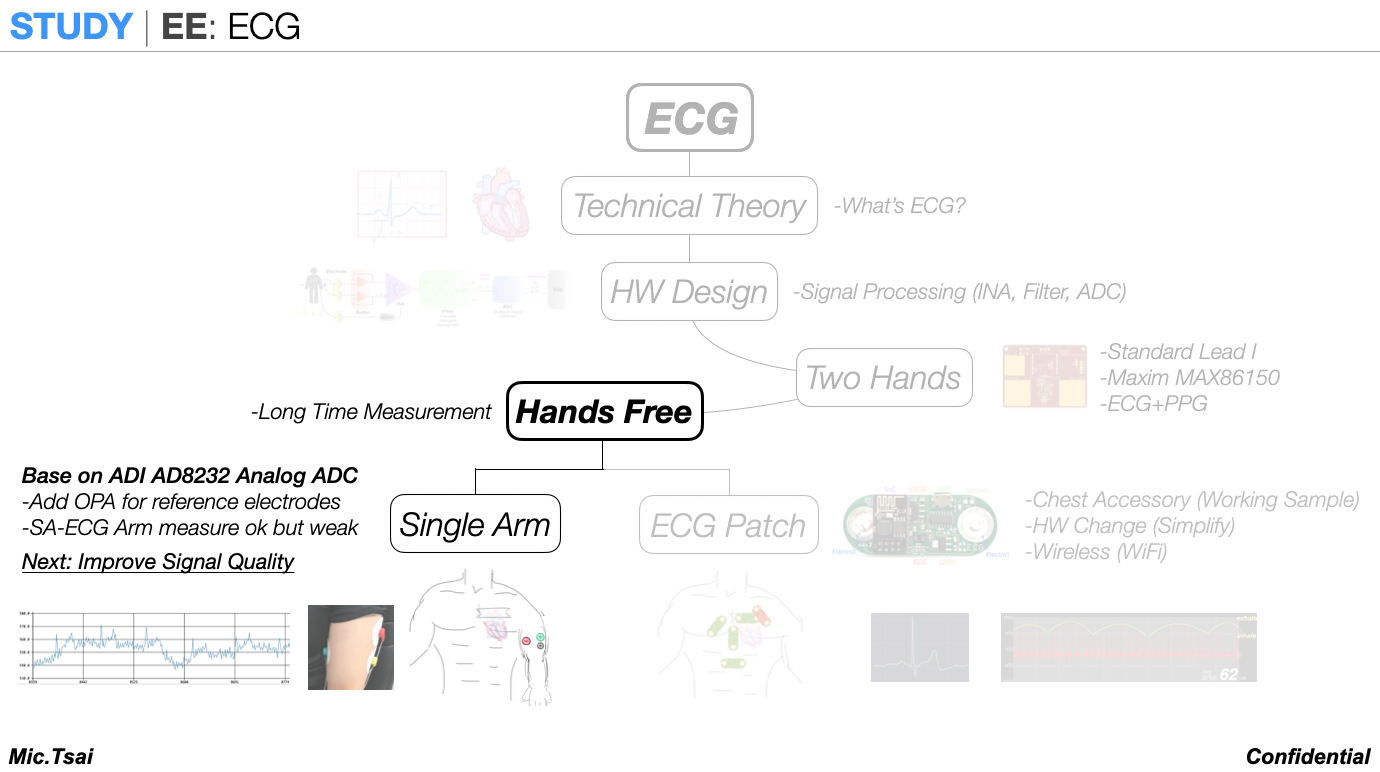 STUDY | EE: ECG
ECG
Technical Theory
-What's ECG?
HW Design
-Signal Processing (INA, Filter, ADC)
Two Hands
-Standard Lead I
-Maxim MAX86150
-ECG+PPG
-Long Time Measurement
Hands Free
Base on ADI AD8232 Analog ADC
-Add OPA for reference electrodes
-SA-ECG Arm measure ok but weak
Next: Improve Signal Quality
Single Arm
ECG Patch
-Chest Accessory (Working Sample)
-HW Change (Simplify)
-Wireless (WiFi)
62
Mic.Tsai
Confidential